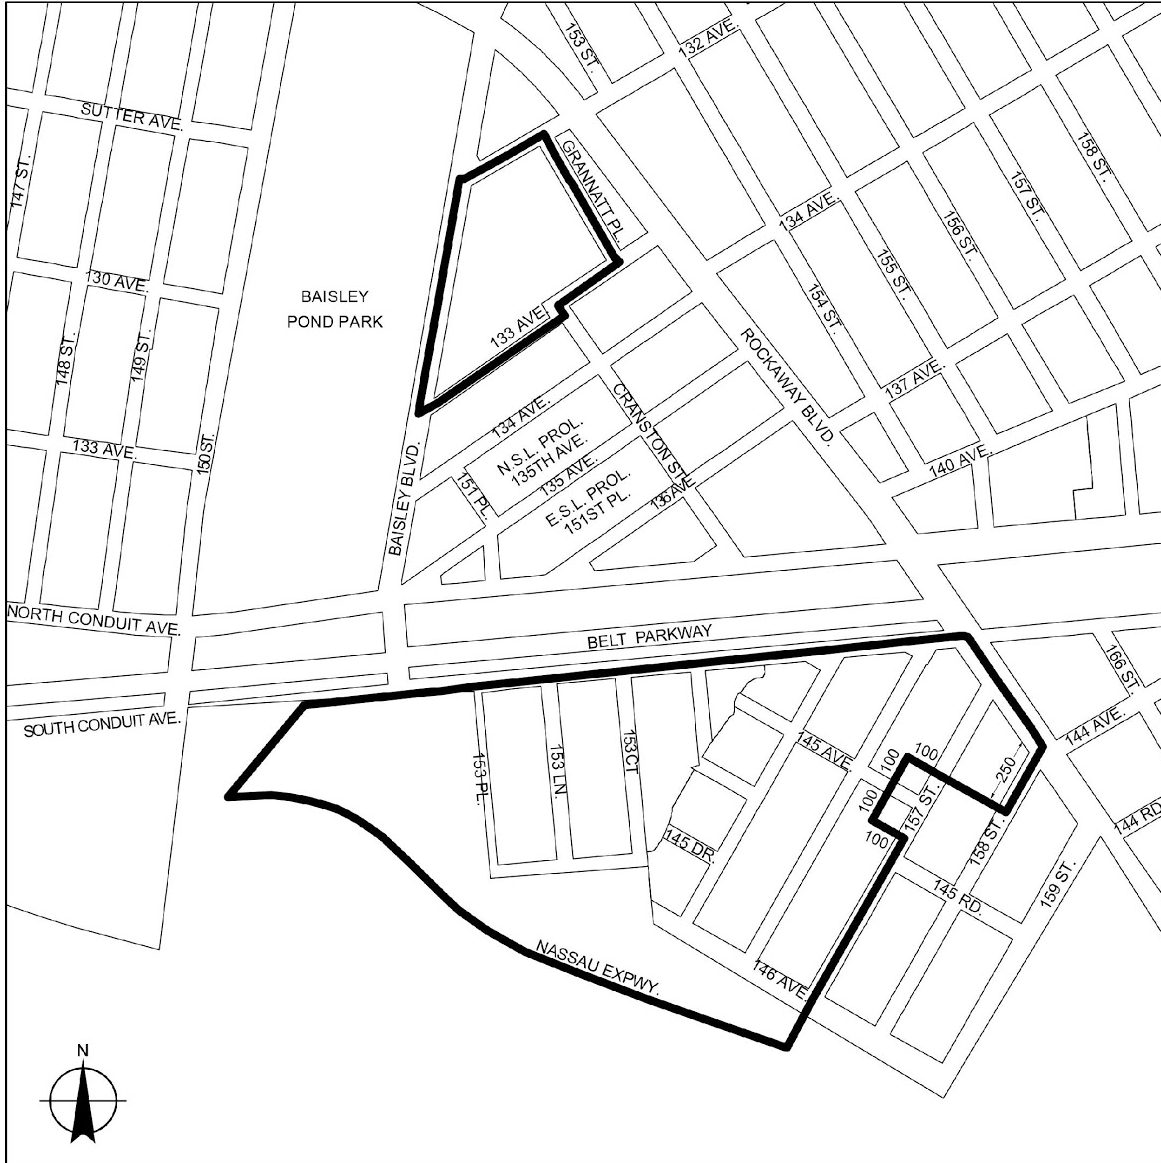 153 ST.
132 AVE.
SUTTER AVE.
147 ST.
GRANNATT PL.
158 ST.
157 ST.
134 AVE.
156 ST.
155 ST.
130 AVE.
BAISLEY
POND PARK
154 ST.
133 AVE.
148 ST.
149 ST.
ROCKAWAY BLVD.
137 AVE.
CRANSTON ST.
134 AVE.
N.S.L. PROL.
135TH AVE.
133 AVE.
150 ST.
135 AVE.
140 AVE.
151 PL.
E.S.L. PROL.
151ST PL.
136 AVE.
BAISLEY BLVD.
NORTH CONDUIT AVE.
BELT PARKWAY
166 ST.
SOUTH CONDUIT AVE.
144 AVE.
153 PL.
153 LN.
153 CT
145 AVE.
100
100
250
100
157 ST.
100
158 ST.
144 RD
145 DR.
145 RD.
159 ST.
146 AVE.
NASSAU EXPWY.
N